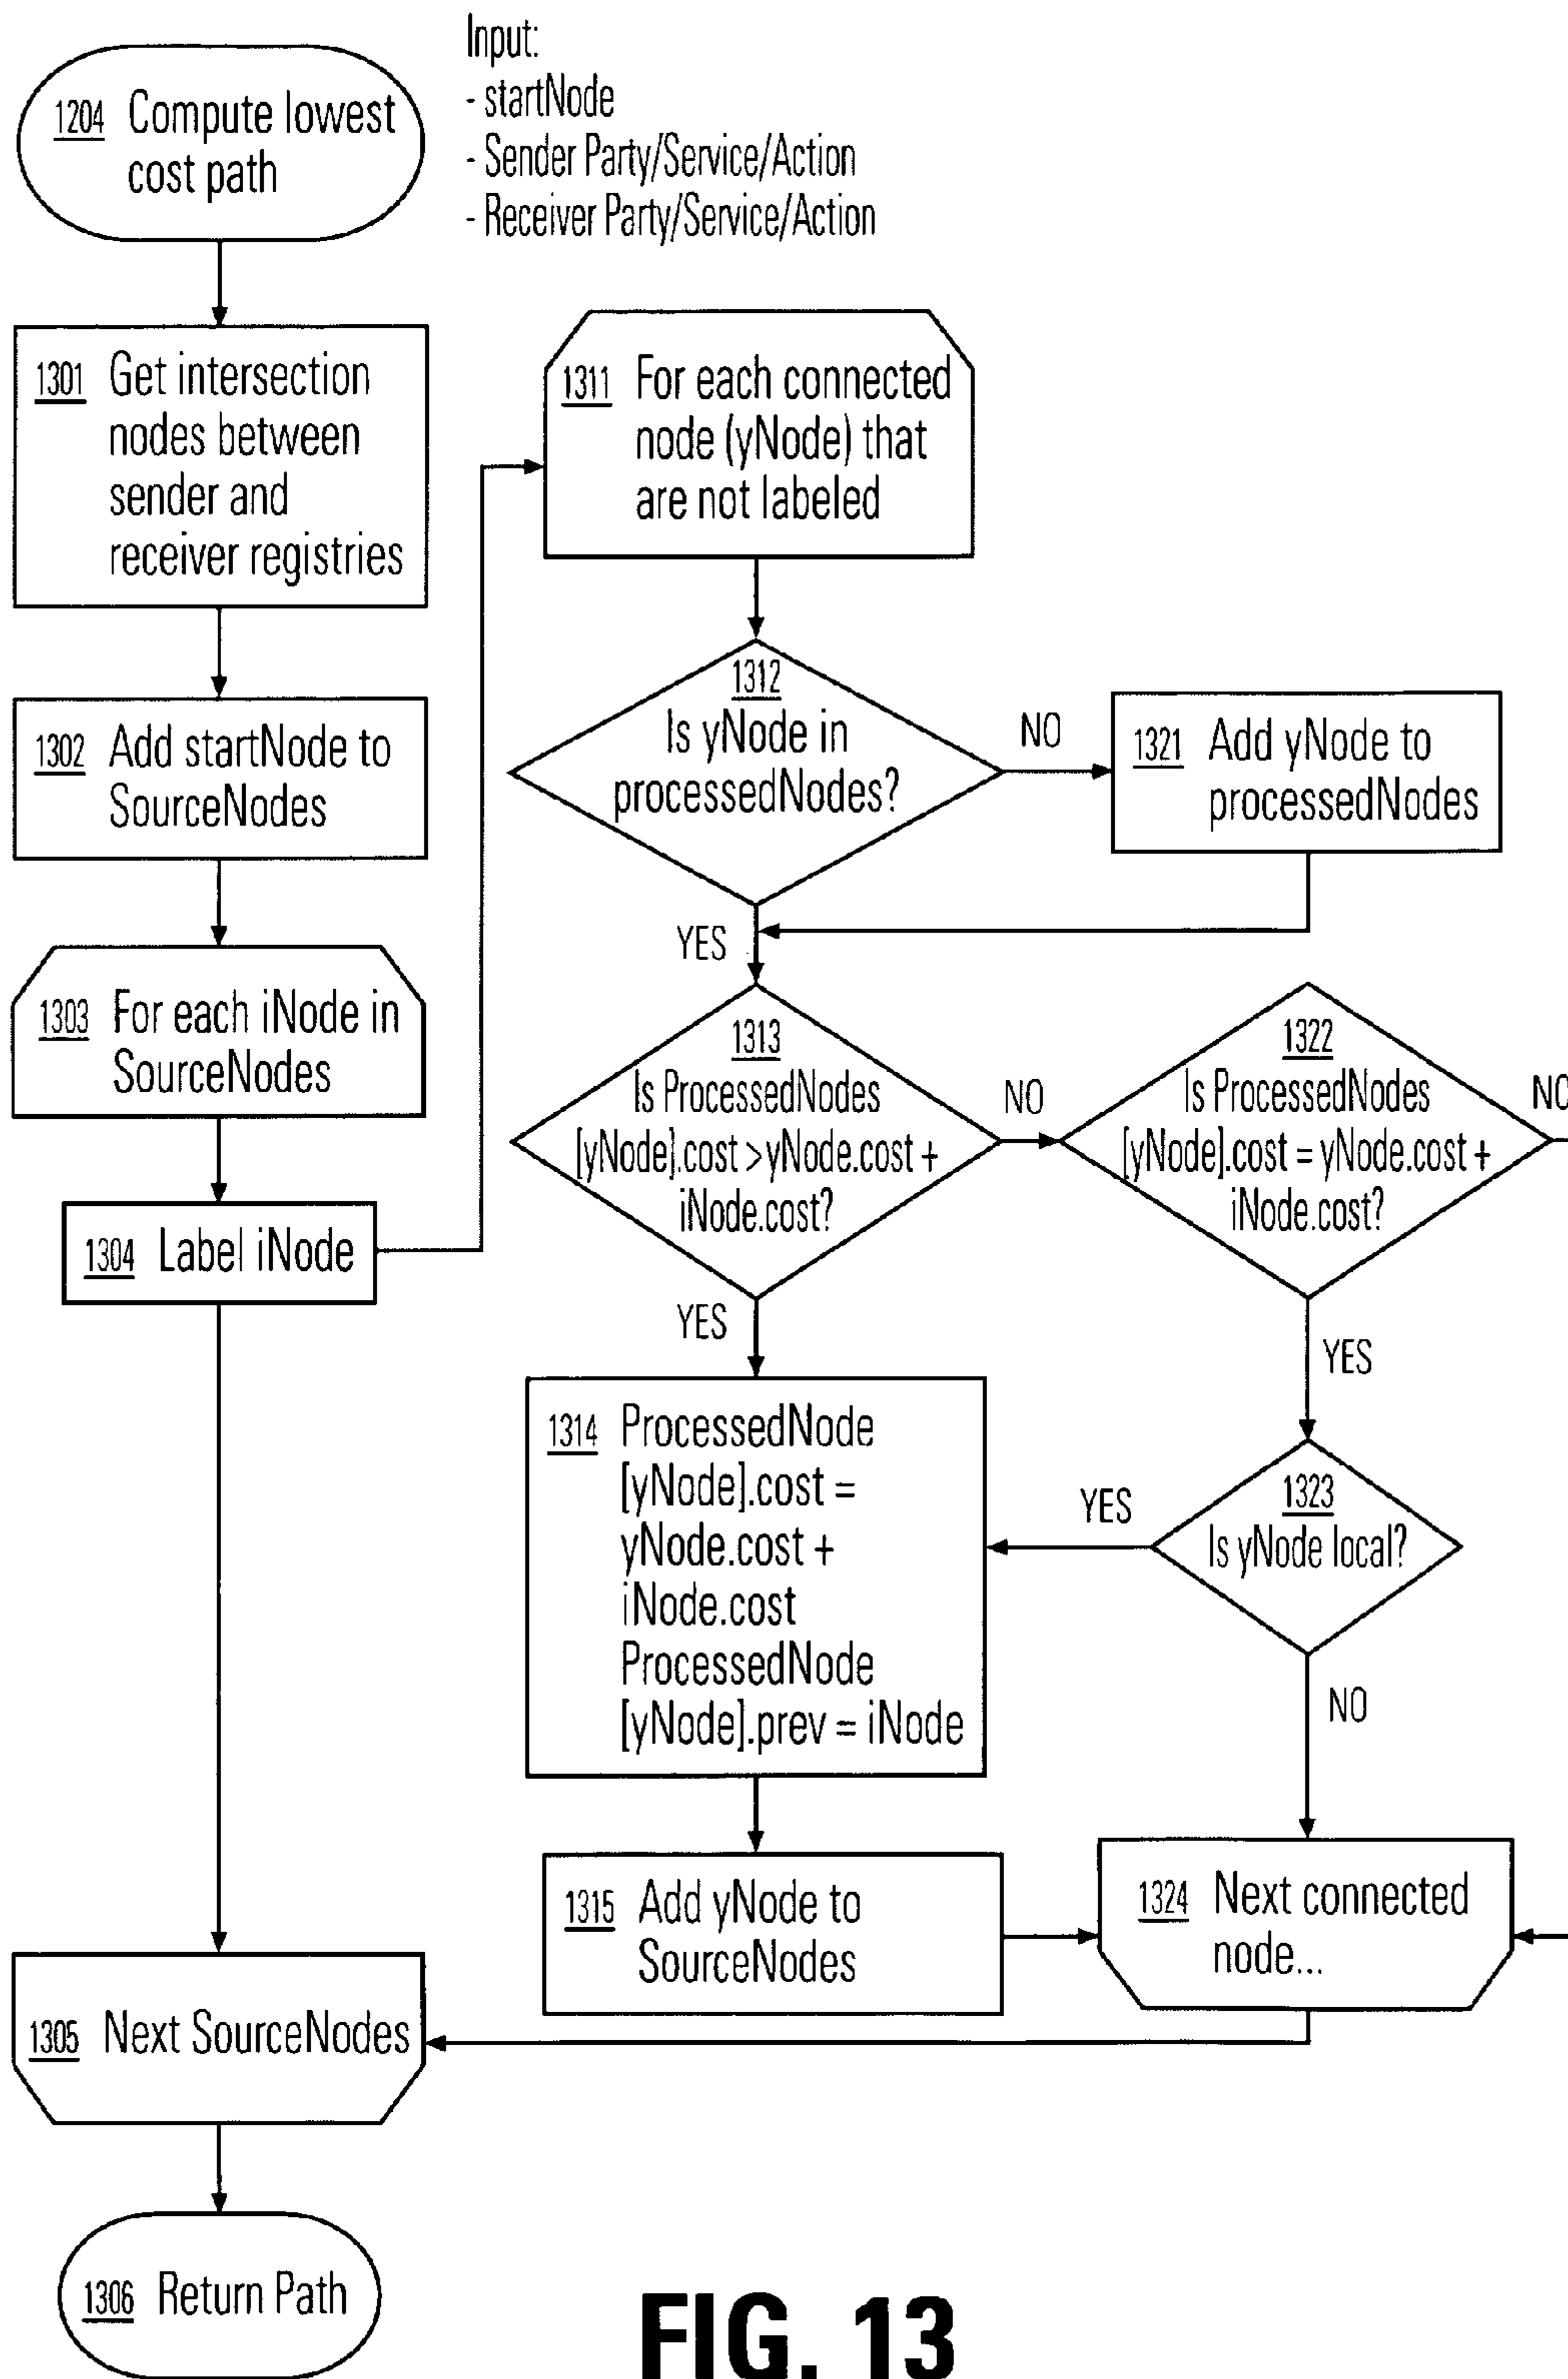 Input:
- startNode
- Sender Party/Service/Action
- Receiver Party/Service/Action
1204 Compute lowest
cost path
1301 Get intersection
nodes between
sender and
receiver registries
1302 Add startNode to
SourceNodes
1303 For each iNode in
SourceNodes
1304 Label iNode
1305 Next SourceNodes
1306 Return Path
1311 For each connected
node (yNode) that
are not labeled
1312
Is yNode in
processedNodes?
NO
1321 Add yNode to
processedNodes
YES
1313
Is ProcessedNodes
[yNode].cost >yNode.cost +
iNode.cost?
NO
1322
Is ProcessedNodes
[yNode].cost = yNode.cost +
iNode.cost?
YES
YES
1314 ProcessedNode
[yNode].cost =
yNode.cost +
iNode.cost
ProcessedNode
[yNode].prev = iNode
YES
1323
Is yNode local?
NO
1315 Add yNode to
SourceNodes
1324 Next connected
node...
FIG. 13